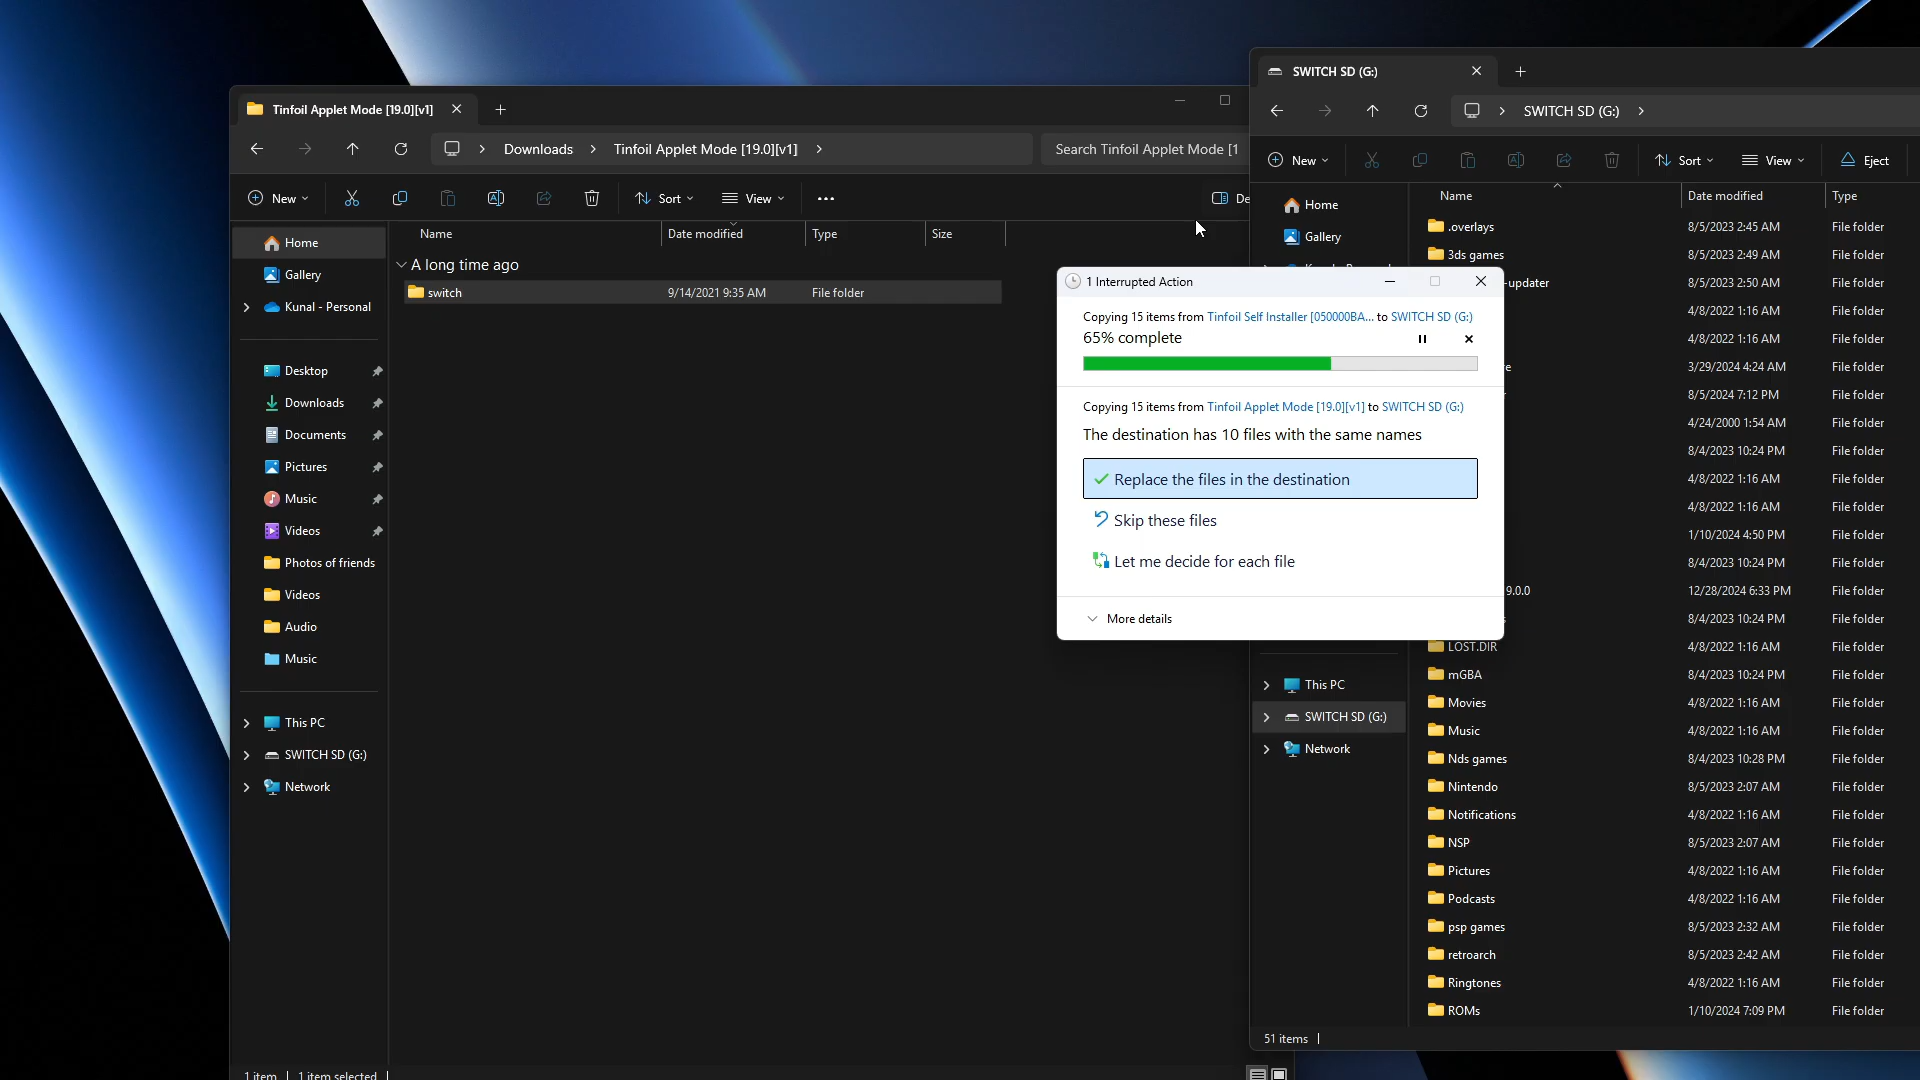 Tinfoil Applet Mode [19.0][v1]
Downloads
Tinfoil Applet Mode [19.0][v1]
Search Tinfoil Applet Mode [1
New
Sort
View
De
Home
Gallery
Kunal - Personal
Desktop
Downloads
Documents
Pictures
Music
Videos
Photos of friends
Videos
Audio
Music
This PC
SWITCH SD (G:)
Network
Name Date modified Type Size
A long time ago
switch 9/14/2021 9:35 AM File folder
1 item 1 item selected
1 Interrupted Action
Copying 15 items from Tinfoil Self Installer [050000BA... to SWITCH SD (G:)
65% complete
Copying 15 items from Tinfoil Applet Mode [19.0][v1] to SWITCH SD (G:)
The destination has 10 files with the same names
Replace the files in the destination
Skip these files
Let me decide for each file
More details
SWITCH SD (G:)
SWITCH SD (G:)
New
Sort
View
Eject
Home
Gallery
This PC
SWITCH SD (G:)
Network
Name Date modified Type
.overlays 8/5/2023 2:45 AM File folder
3ds games 8/5/2023 2:49 AM File folder
-updater 8/5/2023 2:50 AM File folder
4/8/2022 1:16 AM File folder
4/8/2022 1:16 AM File folder
3/29/2024 4:24 AM File folder
8/5/2024 7:12 PM File folder
4/24/2000 1:54 AM File folder
8/4/2023 10:24 PM File folder
4/8/2022 1:16 AM File folder
4/8/2022 1:16 AM File folder
1/10/2024 4:50 PM File folder
8/4/2023 10:24 PM File folder
9.0.0 12/28/2024 6:33 PM File folder
8/4/2023 10:24 PM File folder
LOST.DIR 4/8/2022 1:16 AM File folder
mGBA 8/4/2023 10:24 PM File folder
Movies 4/8/2022 1:16 AM File folder
Music 4/8/2022 1:16 AM File folder
Nds games 8/4/2023 10:28 PM File folder
Nintendo 8/5/2023 2:07 AM File folder
Notifications 4/8/2022 1:16 AM File folder
NSP 8/5/2023 2:07 AM File folder
Pictures 4/8/2022 1:16 AM File folder
Podcasts 4/8/2022 1:16 AM File folder
psp games 8/5/2023 2:32 AM File folder
retroarch 8/5/2023 2:42 AM File folder
Ringtones 4/8/2022 1:16 AM File folder
ROMs 1/10/2024 7:09 PM File folder
51 items